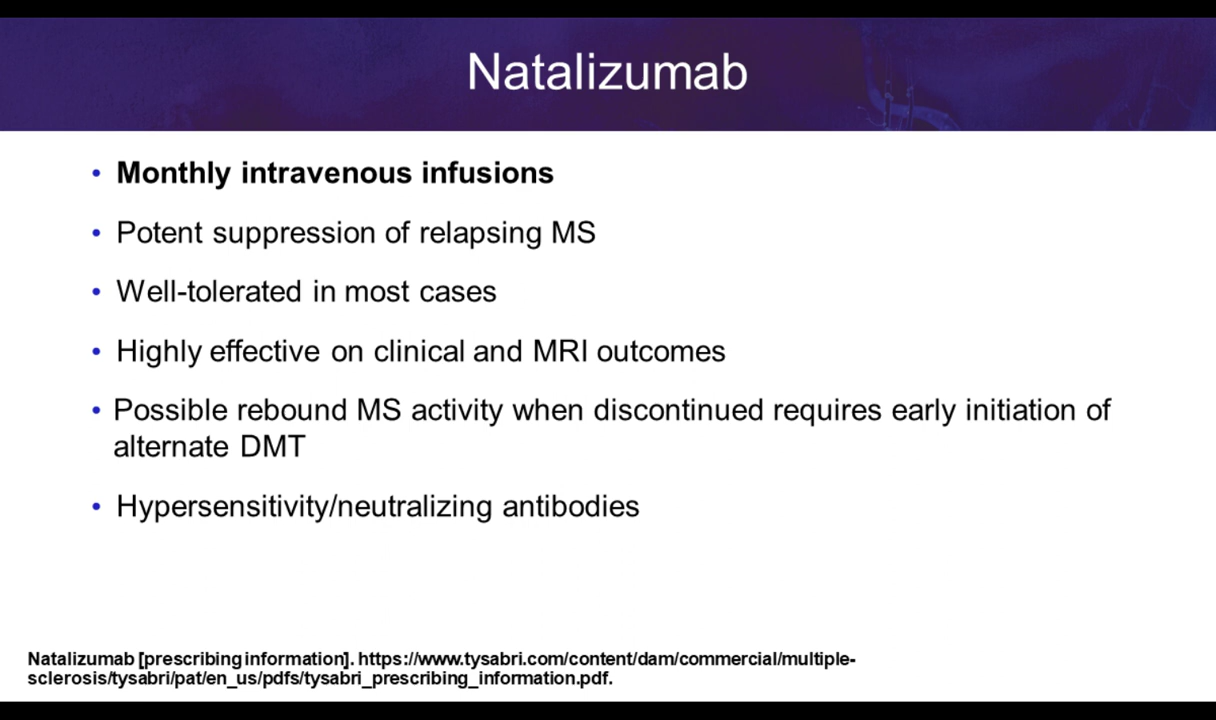 Natalizumab
• Monthly intravenous infusions
• Potent suppression of relapsing MS
• Well-tolerated in most cases
• Highly effective on clinical and MRI outcomes
• Possible rebound MS activity when discontinued requires early initiation of
alternate DMT
• Hypersensitivity/neutralizing antibodies
Natalizumab [prescribing information]. https://www.tysabri.com/content/dam/commercial/multiple-
sclerosis/tysabri/pat/en_us/pdfs/tysabri_prescribing_information.pdf.